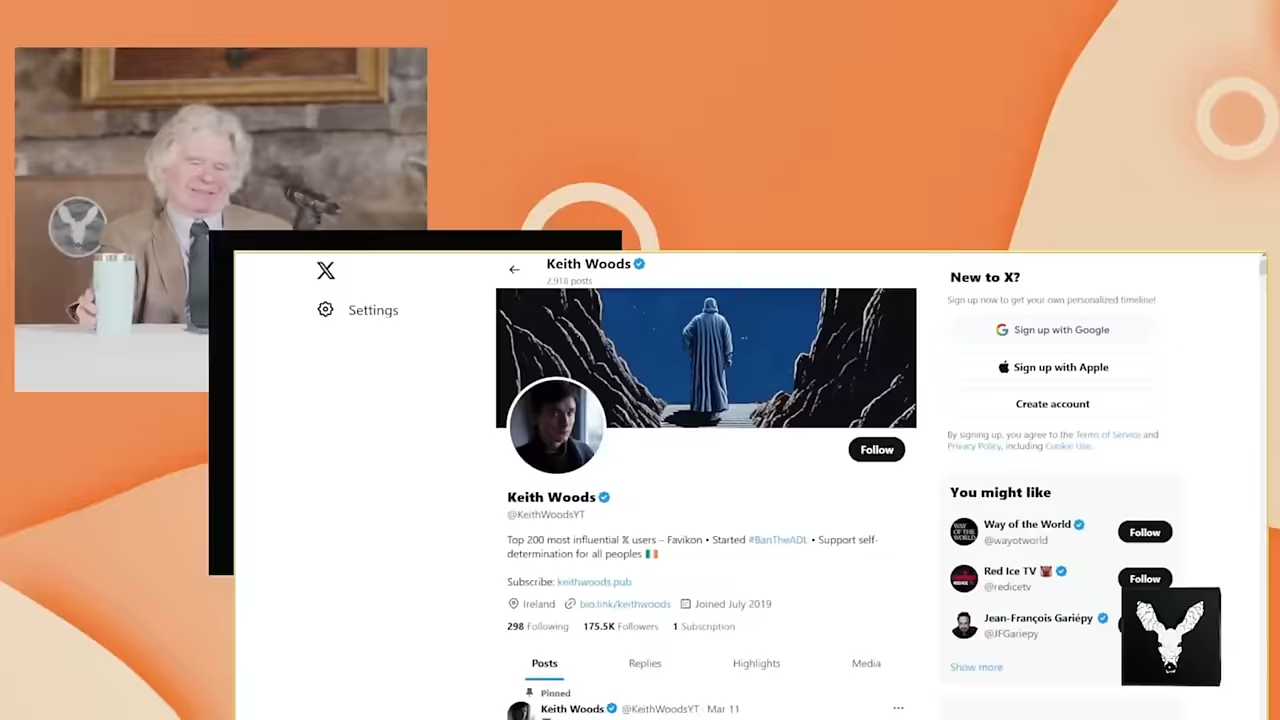 X
Settings
Keith Woods
2,918 posts
Follow
Keith Woods
@KeithWoodsYT
Top 200 most influential 𝕏 users – Favikon • Started #BanTheADL • Support self-
determination for all peoples 🇮🇪
Subscribe: keithwoods.pub
Ireland bio.link/keithwoods Joined July 2019
298 Following 175.5K Followers 1 Subscription
Posts Replies Highlights Media
Pinned
Keith Woods @KeithWoodsYT · Mar 11
New to X?
Sign up now to get your own personalized timeline!
Sign up with Google
Sign up with Apple
Create account
By signing up, you agree to the Terms of Service and
Privacy Policy, including Cookie Use.
You might like
WAY OF THE WORLD
Way of the World
@wayotworld
Follow
Red Ice TV
@redicetv
Follow
Jean-François Gariépy
@JFGariepy
Show more